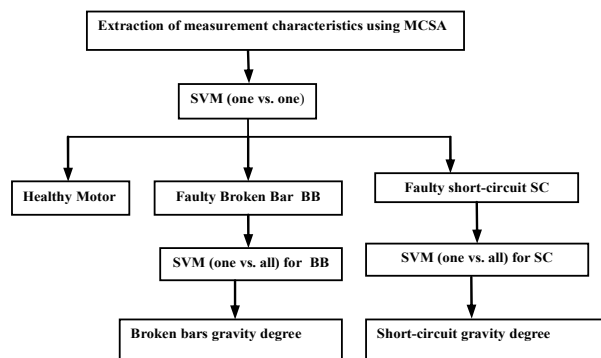 Extraction of measurement characteristics using MCSA
SVM (one vs. one)
Healthy Motor
Faulty Broken Bar BB
Faulty short-circuit SC
SVM (one vs. all) for BB
SVM (one vs. all) for SC
Broken bars gravity degree
Short-circuit gravity degree